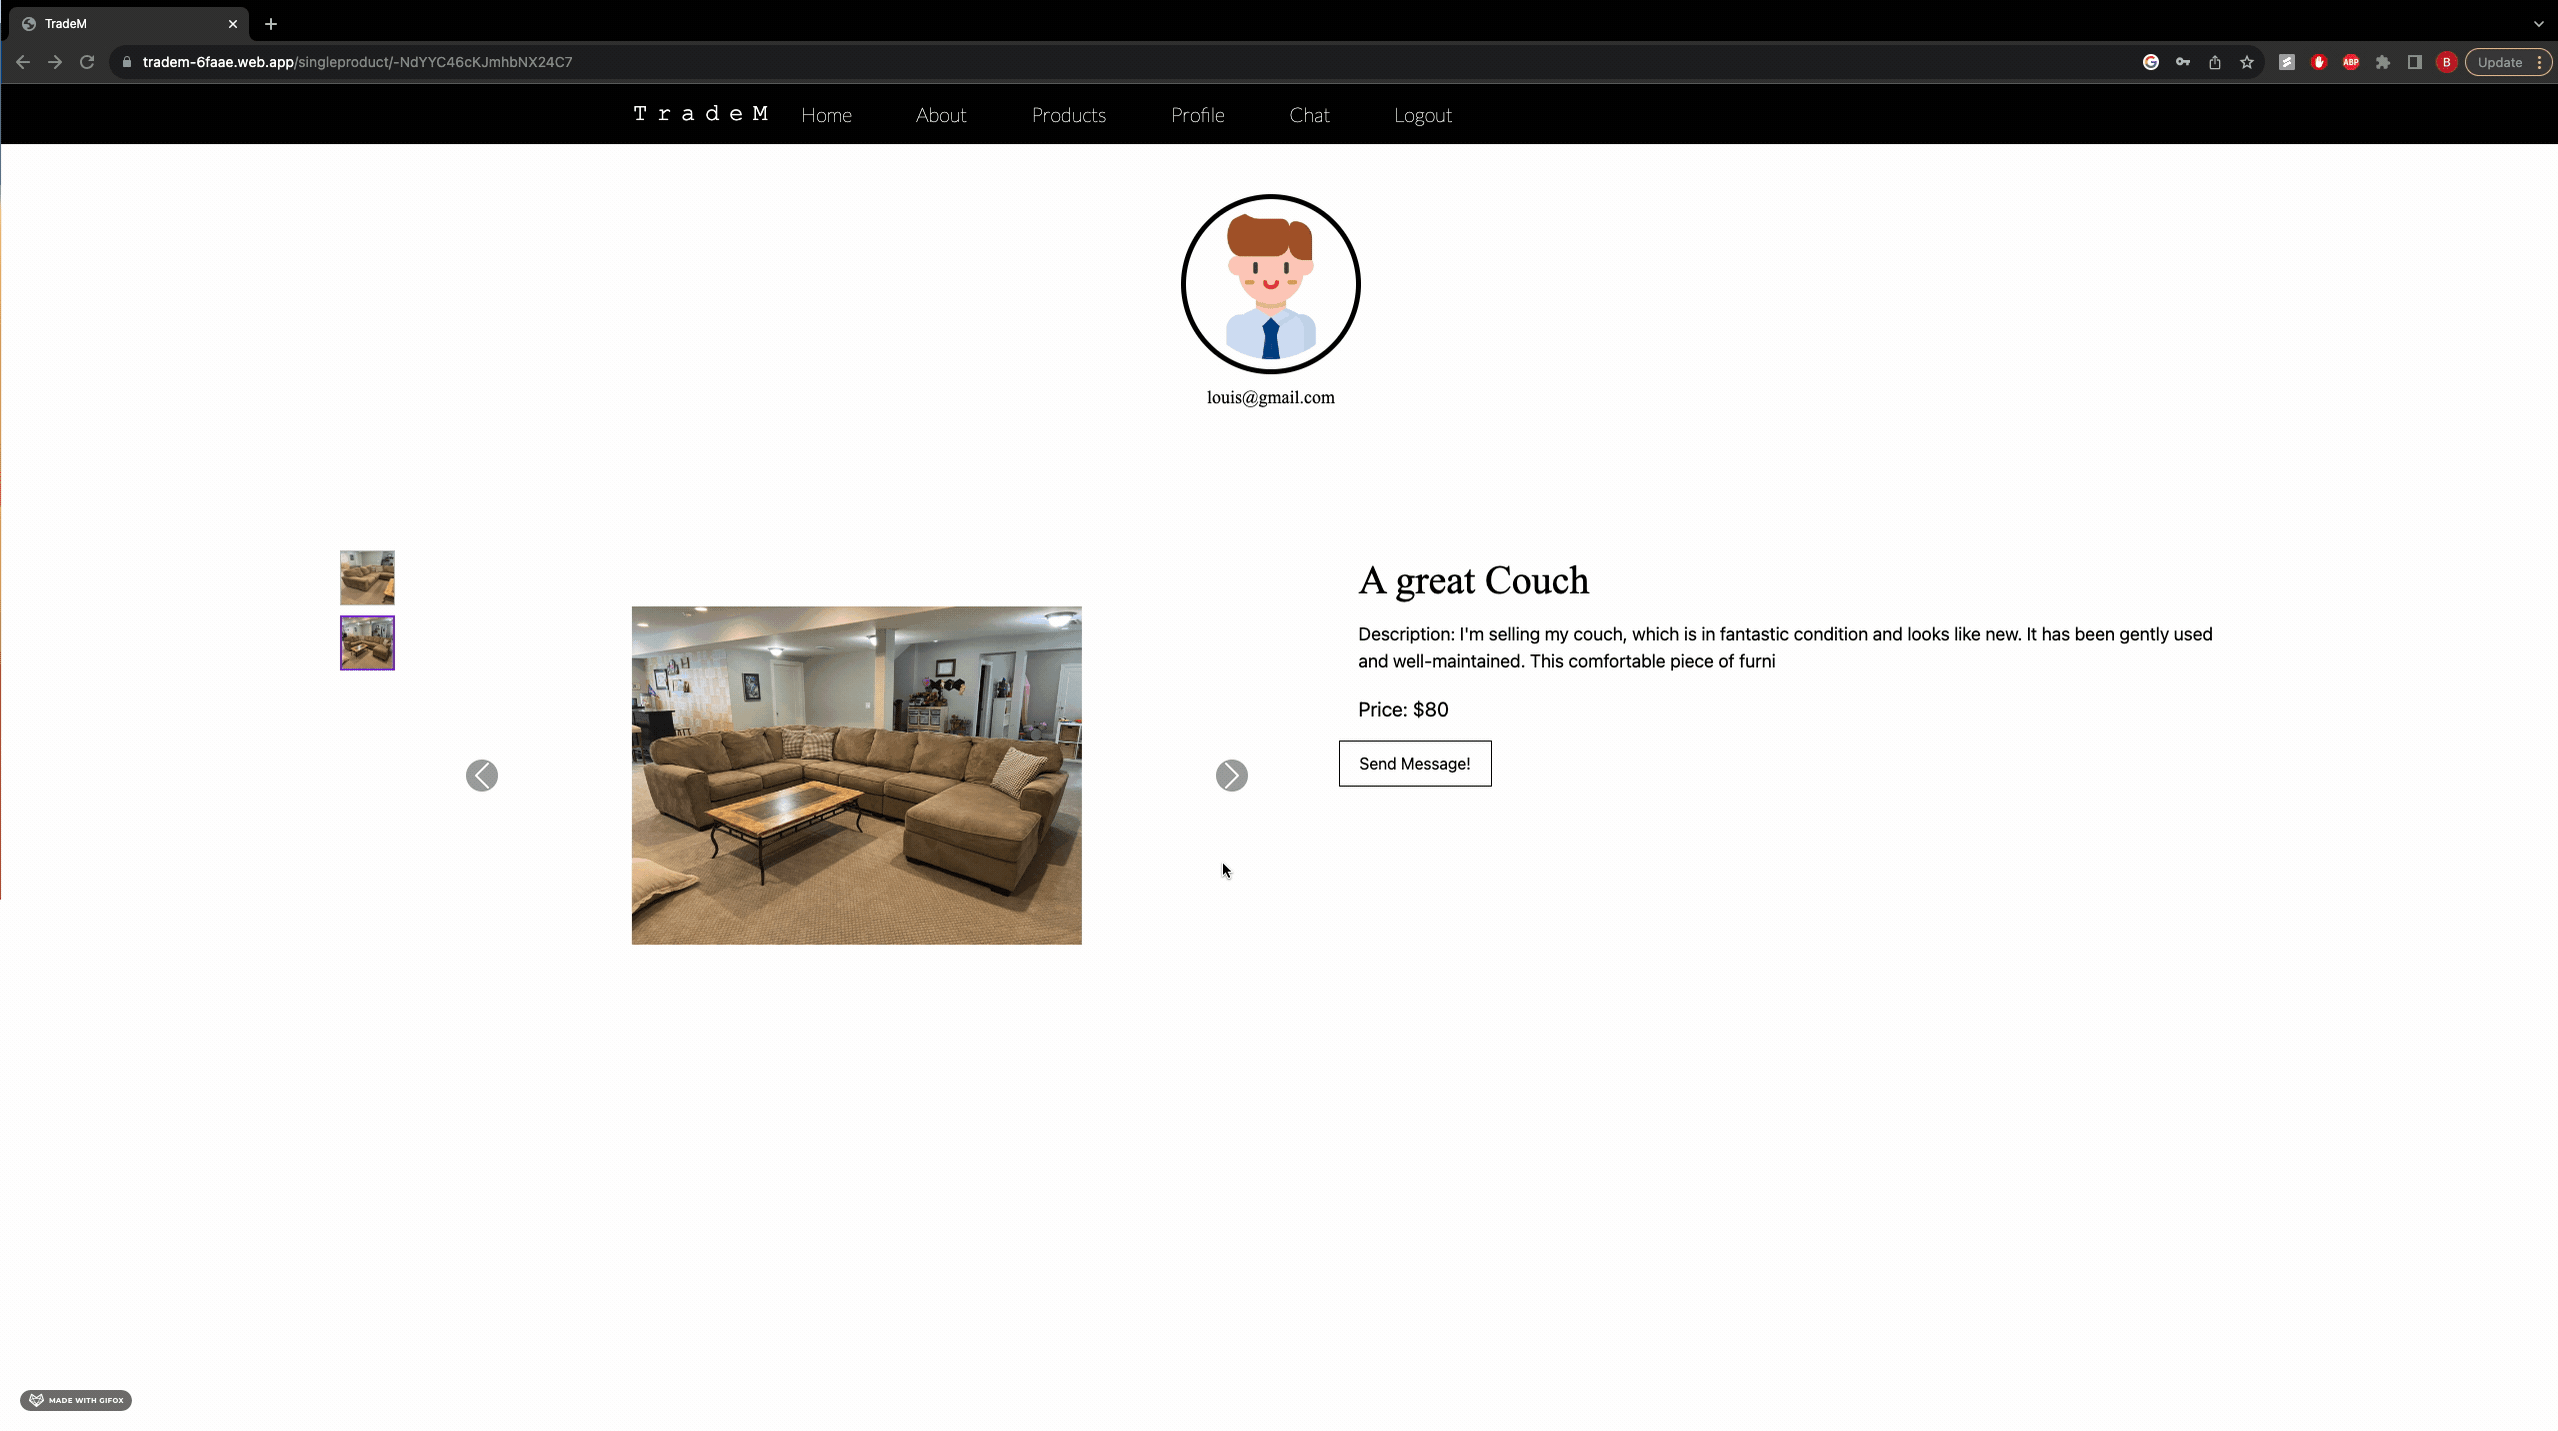 TradeM
tradem-6faae.web.app/singleproduct/-NdYYC46cKJmhbNX24C7
ABP
B
Update
TradeM Home About Products Profile Chat Logout
louis@gmail.com
A great Couch
Description: I'm selling my couch, which is in fantastic condition and looks like new. It has been gently used
and well-maintained. This comfortable piece of furni
Price: $80
Send Message!
MADE WITH GIFOX